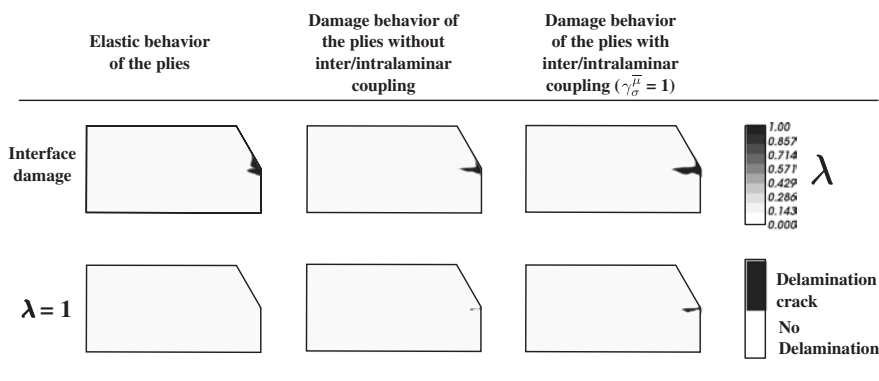 Elastic behavior
of the plies
Damage behavior of
the plies without
inter/intralaminar
coupling
Damage behavior
of the plies with
inter/intralaminar
coupling (γ_σ^μ̅ = 1)
Interface
damage
1.00
0.857
0.714
0.571
0.429
0.286
0.143
0.000
λ
λ = 1
Delamination
crack
No
Delamination